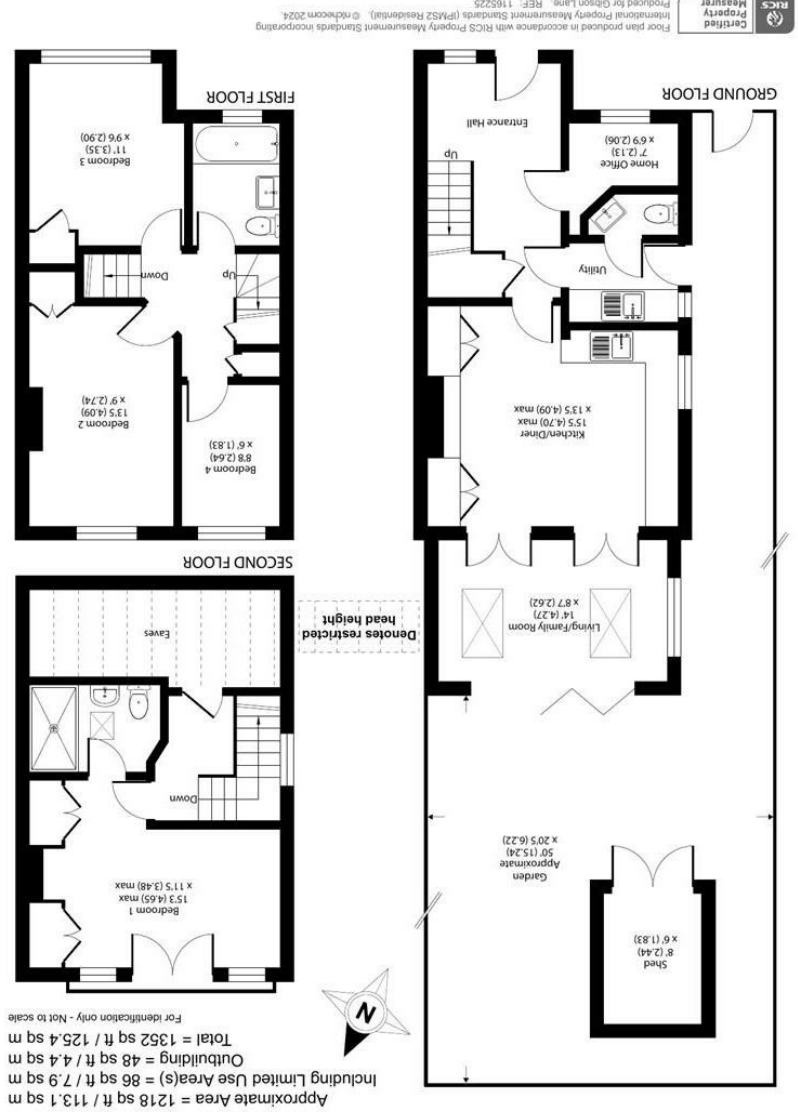 Approximate Area = 1218 sq ft / 113.1 sq m
Including Limited Use Area(s) = 86 sq ft / 7.9 sq m
Outbuilding = 48 sq ft / 4.4 sq m
Total = 1352 sq ft / 125.4 sq m
For identification only - Not to scale
N
Shed
8' (2.44)
x 6' (1.83)
Garden
Approximate
50' (15.24)
x 20'5 (6.22)
Living/Family Room
14' (4.27)
x 8'7 (2.62)
Kitchen/Diner
15'5 (4.70) max
x 13'5 (4.09) max
Utility
Home Office
7' (2.13)
x 6'9 (2.06)
Up
Entrance Hall
GROUND FLOOR
Bedroom 1
15'3 (4.65) max
x 11'5 (3.48) max
Down
Eaves
Denotes restricted
head height
SECOND FLOOR
Bedroom 4
8'8 (2.64)
x 6' (1.83)
Bedroom 2
13'5 (4.09)
x 9' (2.74)
Up
Down
Bedroom 3
11' (3.35)
x 9'6 (2.90)
FIRST FLOOR
RICS
Certified
Property
Measurer
Floor plan produced in accordance with RICS Property Measurement Standards incorporating
International Property Measurement Standards (IPMS2 Residential). © nichecom 2024.
Produced for Gibson Lane. REF: 1165225